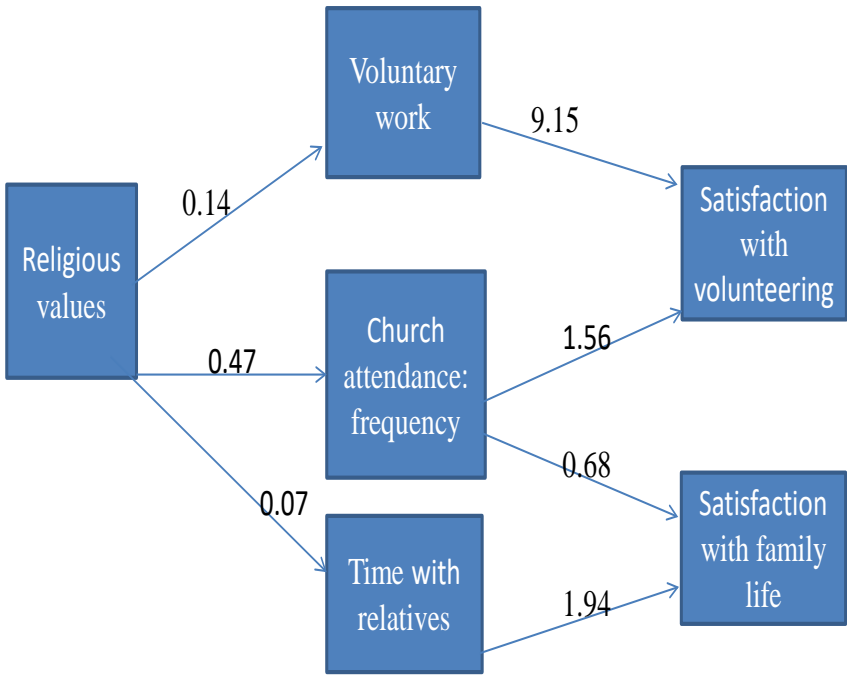 Voluntary
work
9.15
0.14
Satisfaction
with
volunteering
Religious
values
Church
attendance:
frequency
0.47
1.56
0.68
0.07
Satisfaction
with family
life
Time with
relatives
1.94